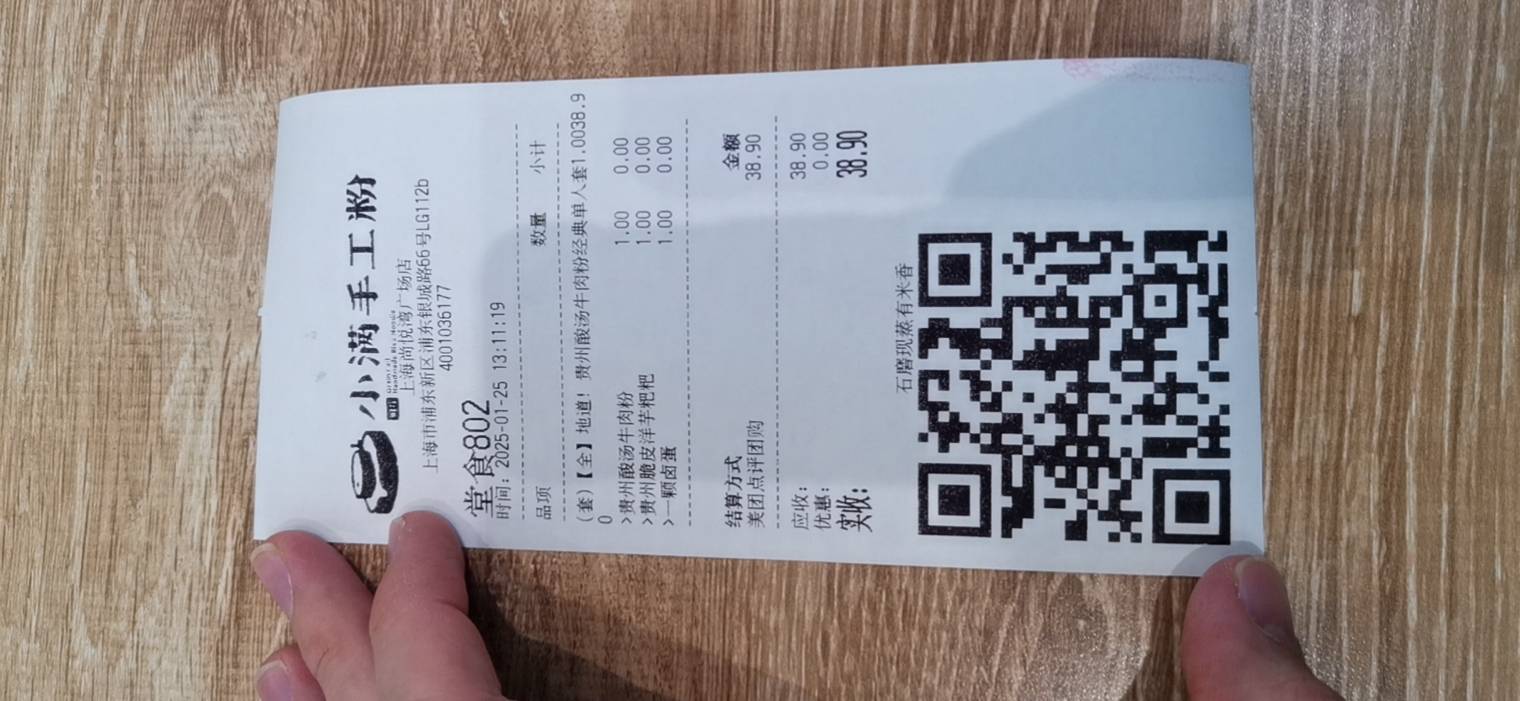 小满手工粉
上海尚悦湾广场店
上海市浦东新区浦东银城路66号LG112b
4001036177
堂食802
时间：2025-01-25 13:11:19
品项 数量 小计
（套）【全】地道！贵州酸汤牛肉粉经典单人套1.0038.9
0
>贵州酸汤牛肉粉 1.00 0.00
>贵州脆皮洋芋粑粑 1.00 0.00
>一颗卤蛋 1.00 0.00
结算方式 金额
美团点评团购 38.90
应收： 38.90
优惠： 0.00
实收： 38.90
石磨现蒸有米香